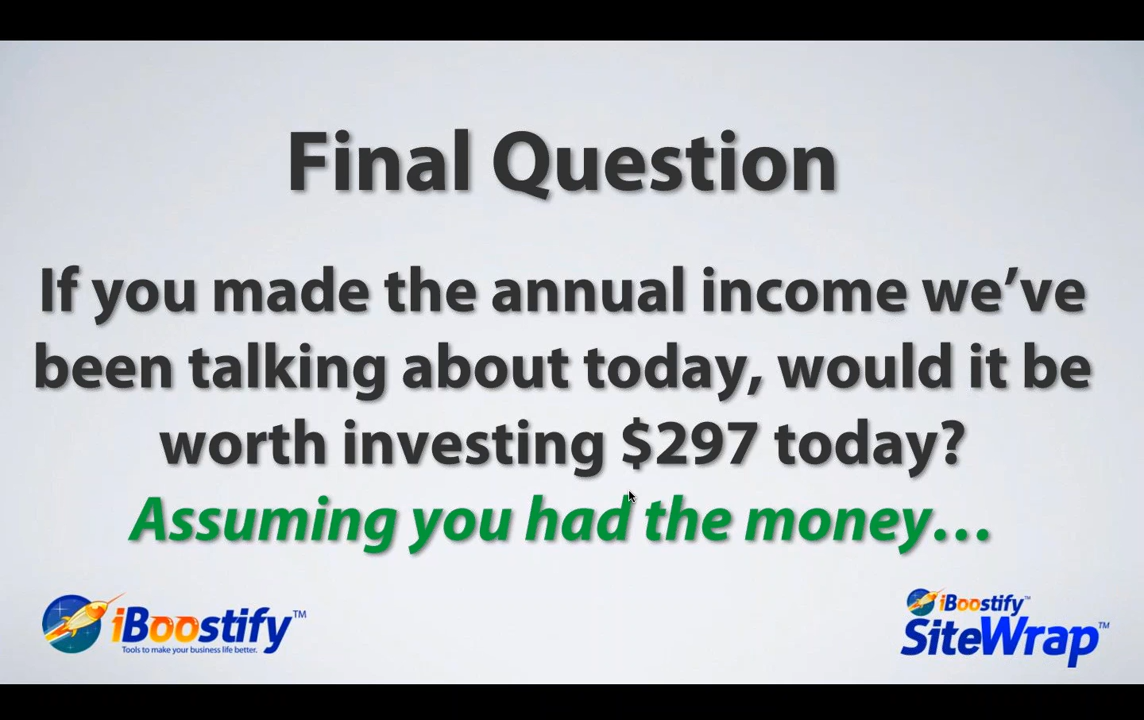 Final Question
If you made the annual income we’ve
been talking about today, would it be
worth investing $297 today?
Assuming you had the money…
iBoostify™
Tools to make your business life better.
iBoostify™
SiteWrap™